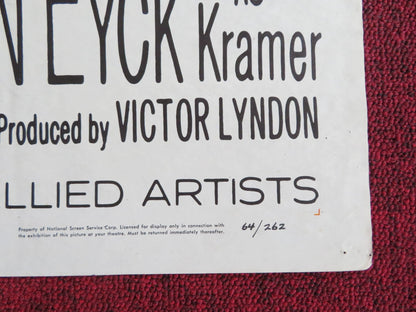 N EYCK Kramer
Produced by VICTOR LYNDON
LLIED ARTISTS
Property of National Screen Service Corp. Licensed for display only in connection with
the exhibition of this picture at your theatre. Must be returned immediately thereafter.
64/262